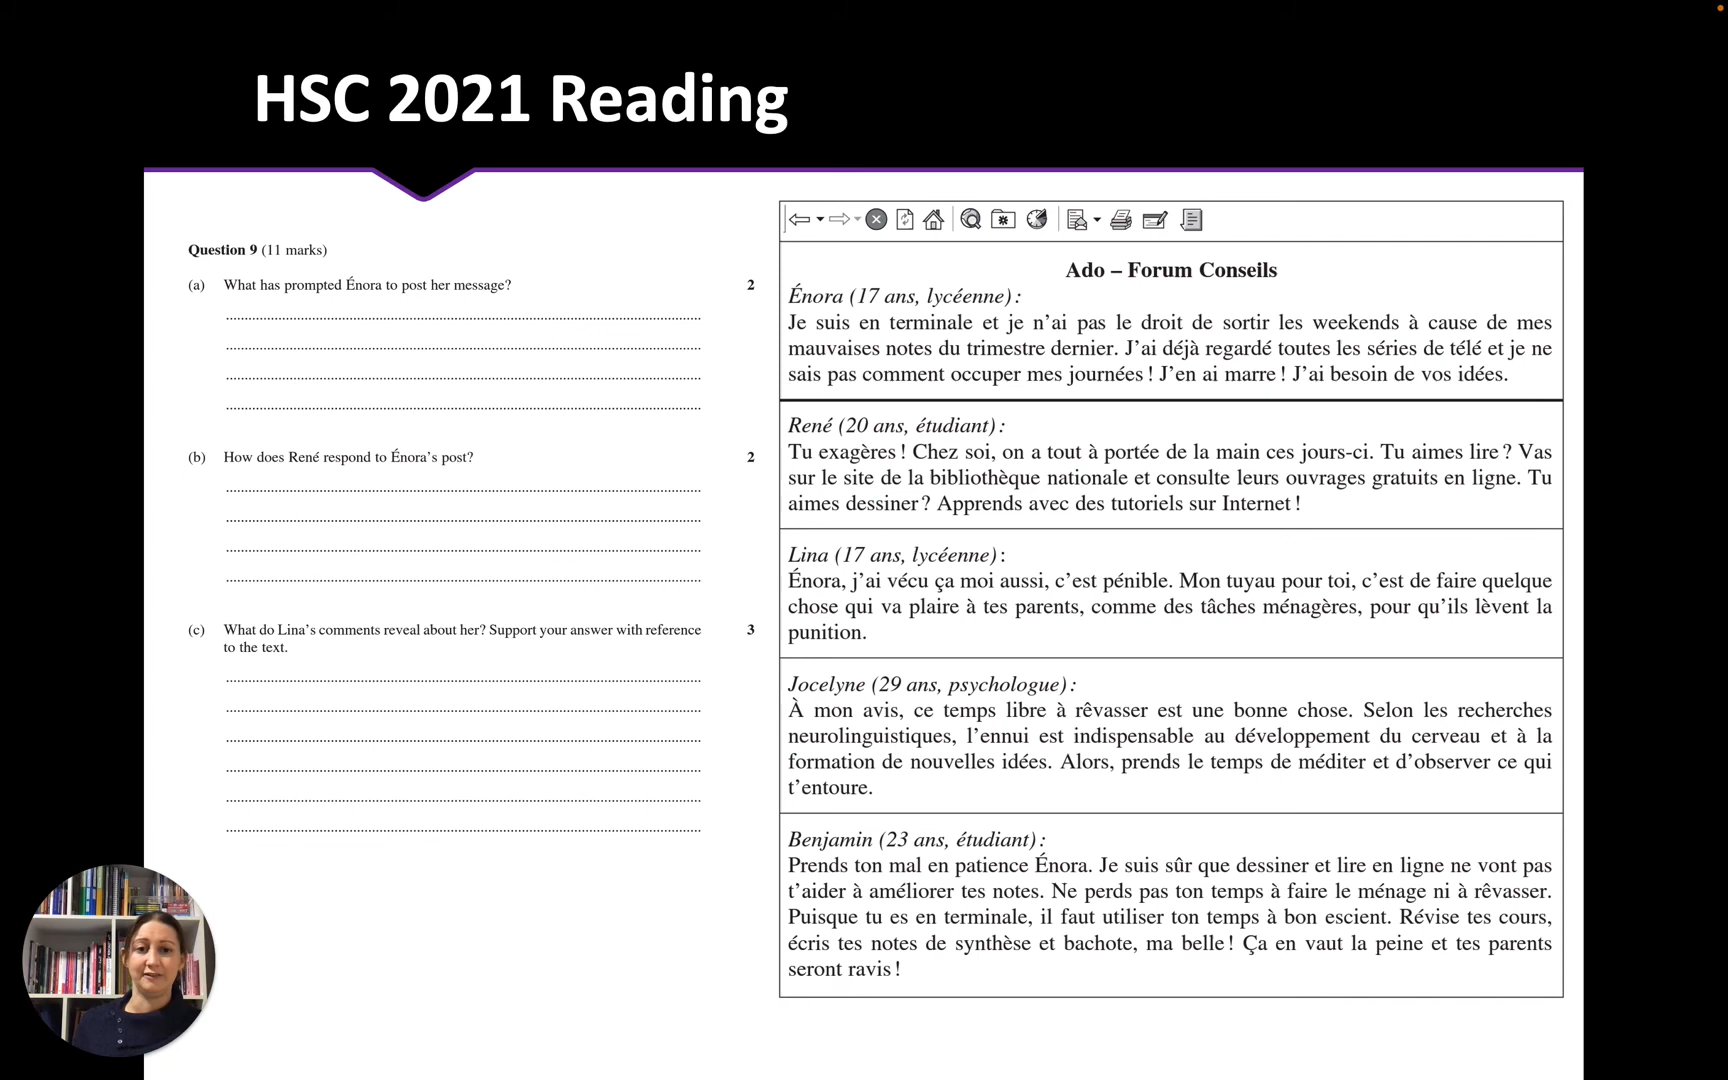 HSC 2021 Reading
Question 9 (11 marks)
(a) What has prompted Énora to post her message? 2
(b) How does René respond to Énora's post? 2
(c) What do Lina's comments reveal about her? Support your answer with reference 3
to the text.
Ado – Forum Conseils
Énora (17 ans, lycéenne) :
Je suis en terminale et je n'ai pas le droit de sortir les weekends à cause de mes
mauvaises notes du trimestre dernier. J'ai déjà regardé toutes les séries de télé et je ne
sais pas comment occuper mes journées ! J'en ai marre ! J'ai besoin de vos idées.
René (20 ans, étudiant) :
Tu exagères ! Chez soi, on a tout à portée de la main ces jours-ci. Tu aimes lire ? Vas
sur le site de la bibliothèque nationale et consulte leurs ouvrages gratuits en ligne. Tu
aimes dessiner ? Apprends avec des tutoriels sur Internet !
Lina (17 ans, lycéenne) :
Énora, j'ai vécu ça moi aussi, c'est pénible. Mon tuyau pour toi, c'est de faire quelque
chose qui va plaire à tes parents, comme des tâches ménagères, pour qu'ils lèvent la
punition.
Jocelyne (29 ans, psychologue) :
À mon avis, ce temps libre à rêvasser est une bonne chose. Selon les recherches
neurolinguistiques, l'ennui est indispensable au développement du cerveau et à la
formation de nouvelles idées. Alors, prends le temps de méditer et d'observer ce qui
t'entoure.
Benjamin (23 ans, étudiant) :
Prends ton mal en patience Énora. Je suis sûr que dessiner et lire en ligne ne vont pas
t'aider à améliorer tes notes. Ne perds pas ton temps à faire le ménage ni à rêvasser.
Puisque tu es en terminale, il faut utiliser ton temps à bon escient. Révise tes cours,
écris tes notes de synthèse et bachote, ma belle ! Ça en vaut la peine et tes parents
seront ravis !